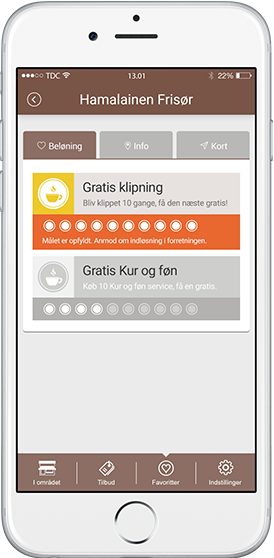 TDC 13.01 22%
Hamalainen Frisør
Beløning Info Kort
Gratis klipning
Bliv klippet 10 gange, få den næste gratis!
Målet er opfyldt. Anmod om indløsning i forretningen.
Gratis Kur og føn
Køb 10 Kur og føn service, få en gratis.
I området Tilbud Favoritter Indstillinger